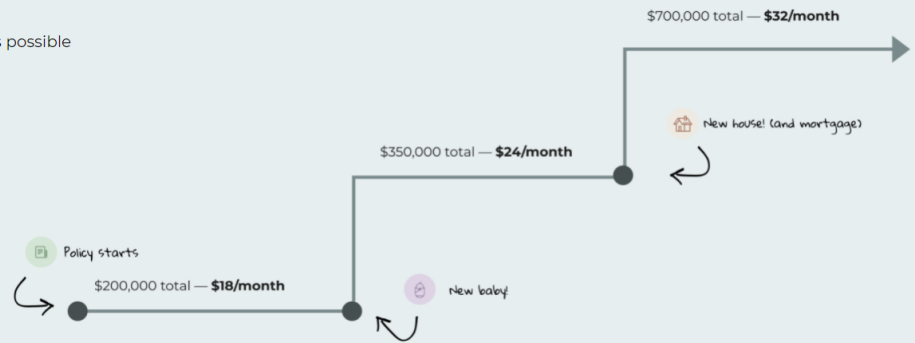 $700,000 total — $32/month
possible
New house! (and mortgage)
$350,000 total — $24/month
Policy starts
$200,000 total — $18/month
New baby!